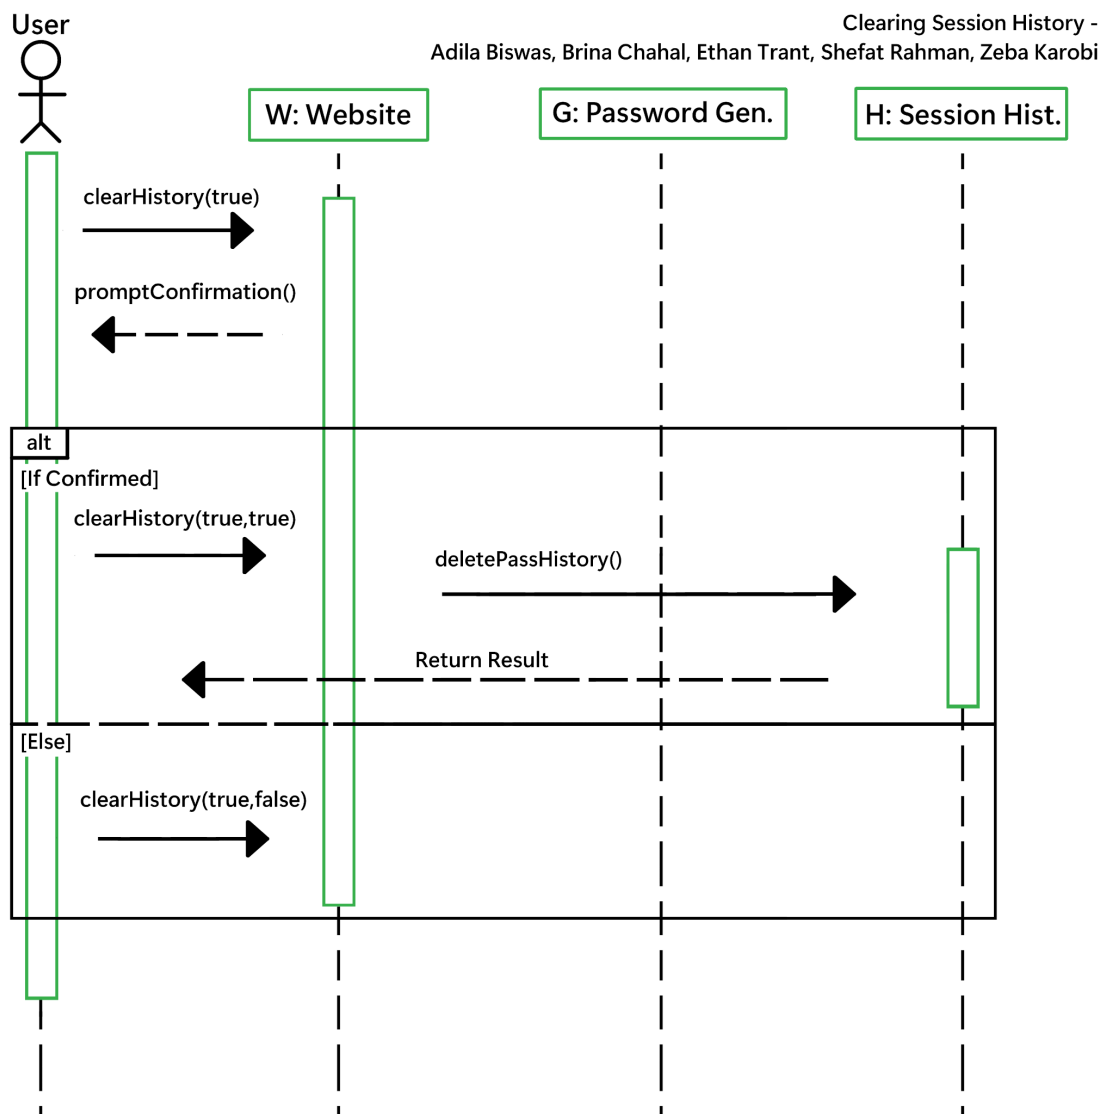 User
Clearing Session History -
Adila Biswas, Brina Chahal, Ethan Trant, Shefat Rahman, Zeba Karobi
W: Website
G: Password Gen.
H: Session Hist.
clearHistory(true)
promptConfirmation()
alt
[If Confirmed]
clearHistory(true,true)
deletePassHistory()
Return Result
[Else]
clearHistory(true,false)